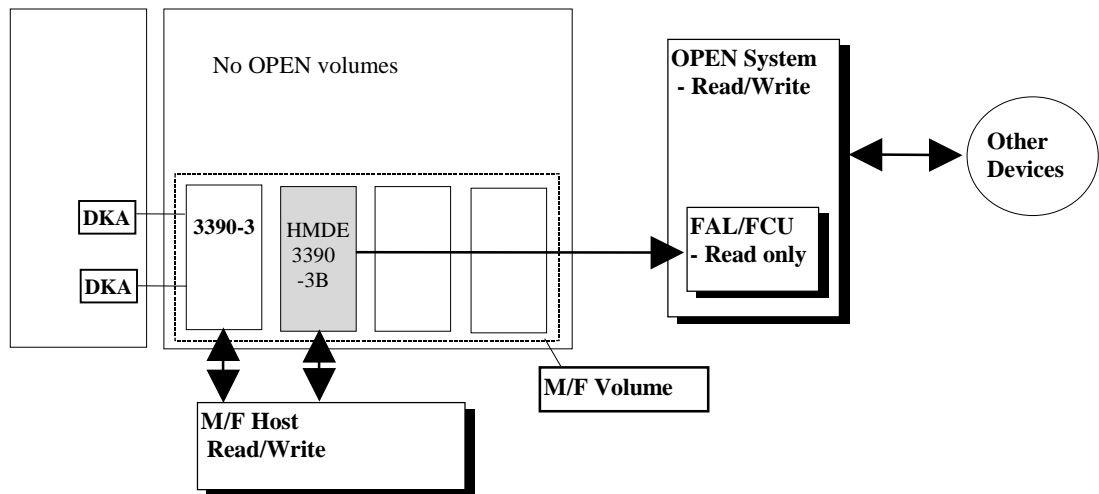 No OPEN volumes
OPEN System
- Read/Write
Other
Devices
DKA
DKA
3390-3
HMDE
3390
-3B
FAL/FCU
- Read only
M/F Volume
M/F Host
Read/Write